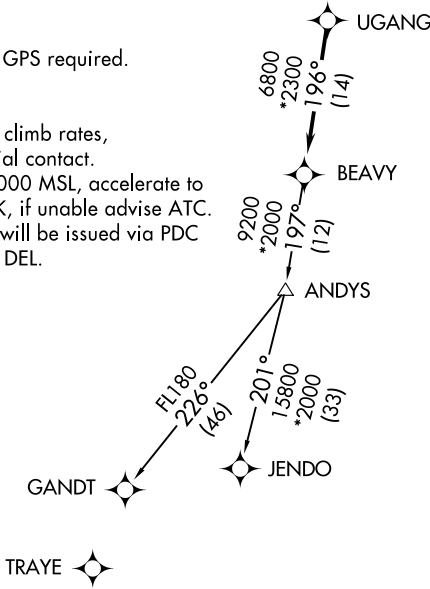 UGANG
GPS required.
6800
*2300
196°
(14)
climb rates,
al contact.
000 MSL, accelerate to
K, if unable advise ATC.
will be issued via PDC
DEL.
BEAVY
9200
*2000
197°
(12)
ANDYS
FL180
226°
(46)
201°
15800
*2000
(33)
GANDT
JENDO
TRAYE